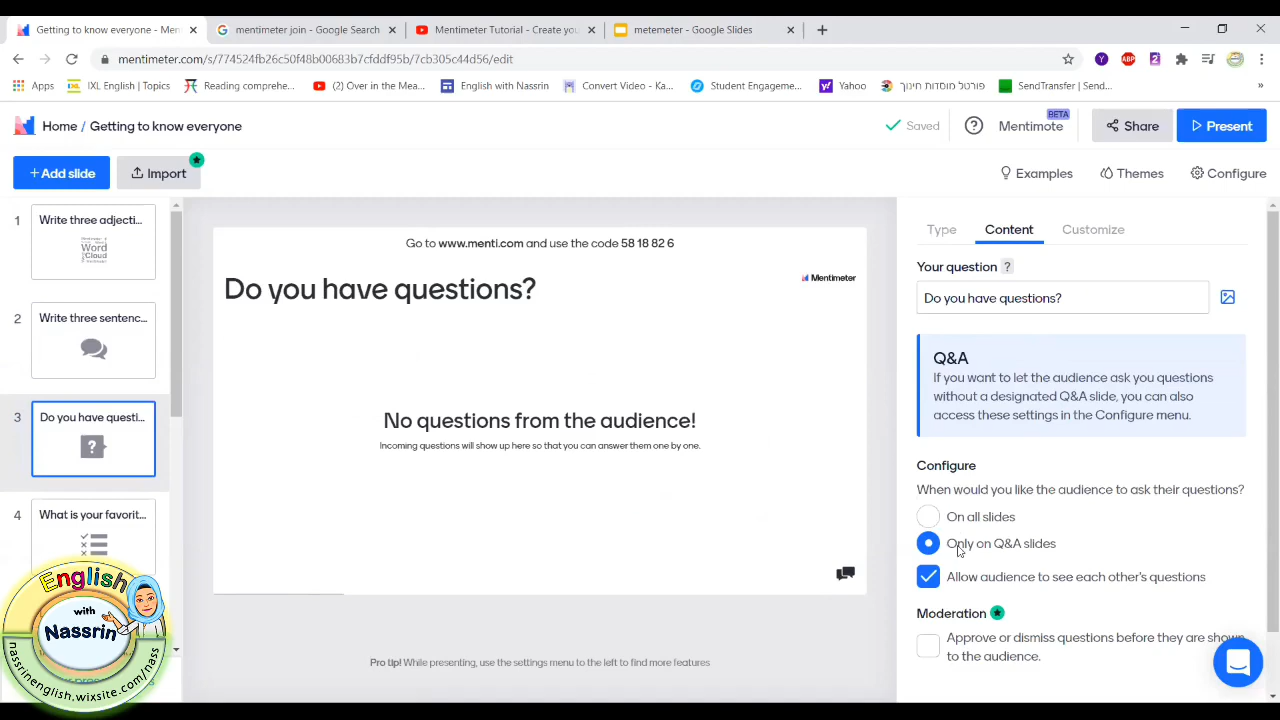 Getting to know everyone - Men
mentimeter join - Google Search
Mentimeter Tutorial - Create you
metemeter - Google Slides
mentimeter.com/s/774524fb26c50f48b00683b7cfddf95b/7db305544d56/edit
Apps
IXL English | Topics
Reading comprehe...
(2) Over in the Mea...
English with Nassrin
Convert Video - Ka...
Student Engageme...
Yahoo
פורטל מוסדות חינוך
SendTransfer | Send...
»
Home / Getting to know everyone
Saved
Mentimote
BETA
Share
Present
+ Add slide
Import
Examples
Themes
Configure
1
Write three adjecti...
Word
Cloud
2
Write three sentenc...
3
Do you have questi...
?
4
What is your favorit...
Go to www.menti.com and use the code 58 18 82 6
Do you have questions?
Mentimeter
No questions from the audience!
Incoming questions will show up here so that you can answer them one by one.
Pro tip! While presenting, use the settings menu to the left to find more features
Type
Content
Customize
Your question ?
Do you have questions?
Q&A
If you want to let the audience ask you questions
without a designated Q&A slide, you can also
access these settings in the Configure menu.
Configure
When would you like the audience to ask their questions?
On all slides
Only on Q&A slides
Allow audience to see each other's questions
Moderation
Approve or dismiss questions before they are shown
to the audience.
English
with
Nassrin
nassrinenglish.wixsite.com/nass